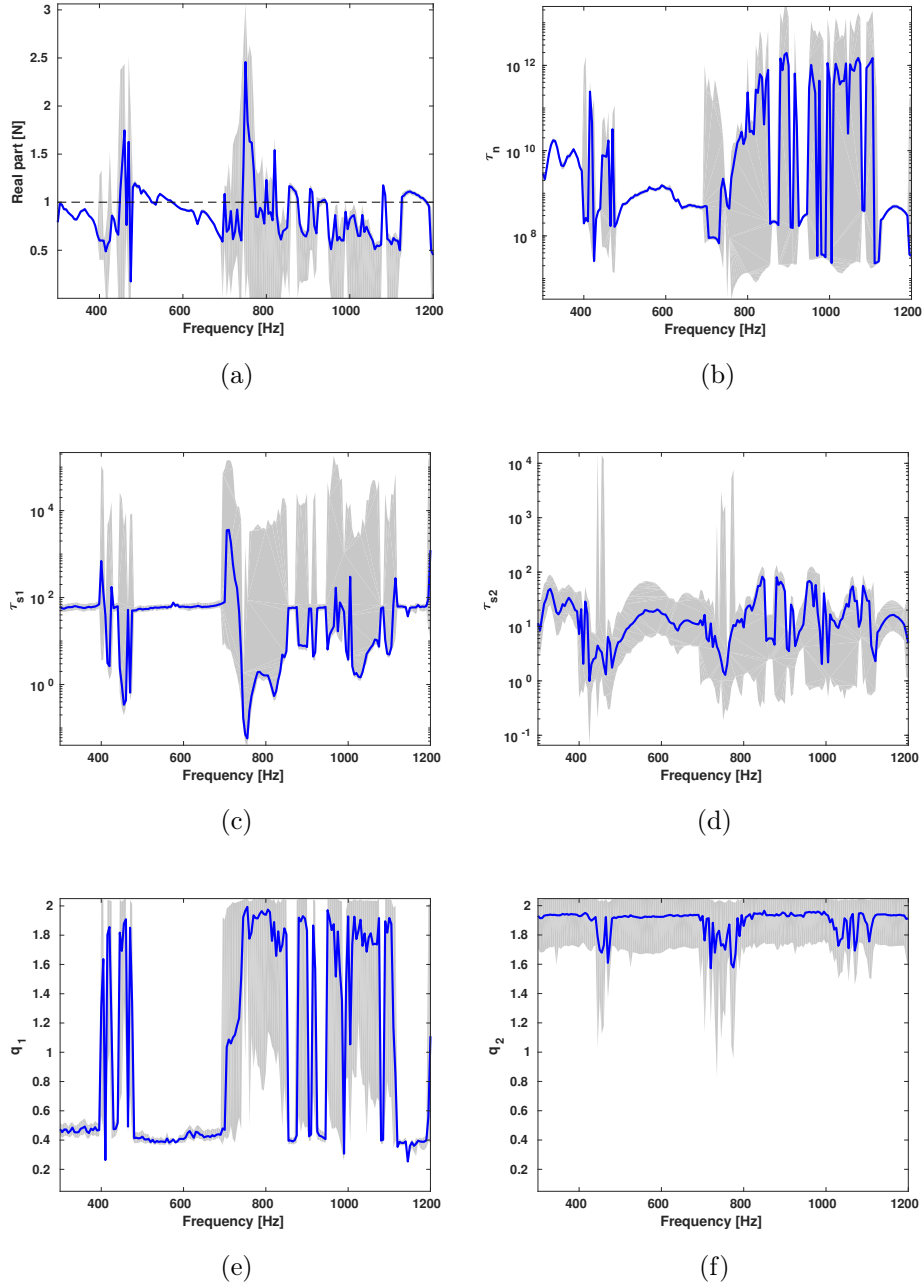 3
2.5
2
1.5
1
0.5
Real part [N]
400 600 800 1000 1200
Frequency [Hz]
(a)
10^12
10^10
10^8
τ_n
400 600 800 1000 1200
Frequency [Hz]
(b)
10^4
10^2
10^0
τ_s1
400 600 800 1000 1200
Frequency [Hz]
(c)
10^4
10^3
10^2
10^1
10^0
10^-1
τ_s2
400 600 800 1000 1200
Frequency [Hz]
(d)
2
1.8
1.6
1.4
1.2
1
0.8
0.6
0.4
0.2
q_1
400 600 800 1000 1200
Frequency [Hz]
(e)
2
1.8
1.6
1.4
1.2
1
0.8
0.6
0.4
0.2
q_2
400 600 800 1000 1200
Frequency [Hz]
(f)